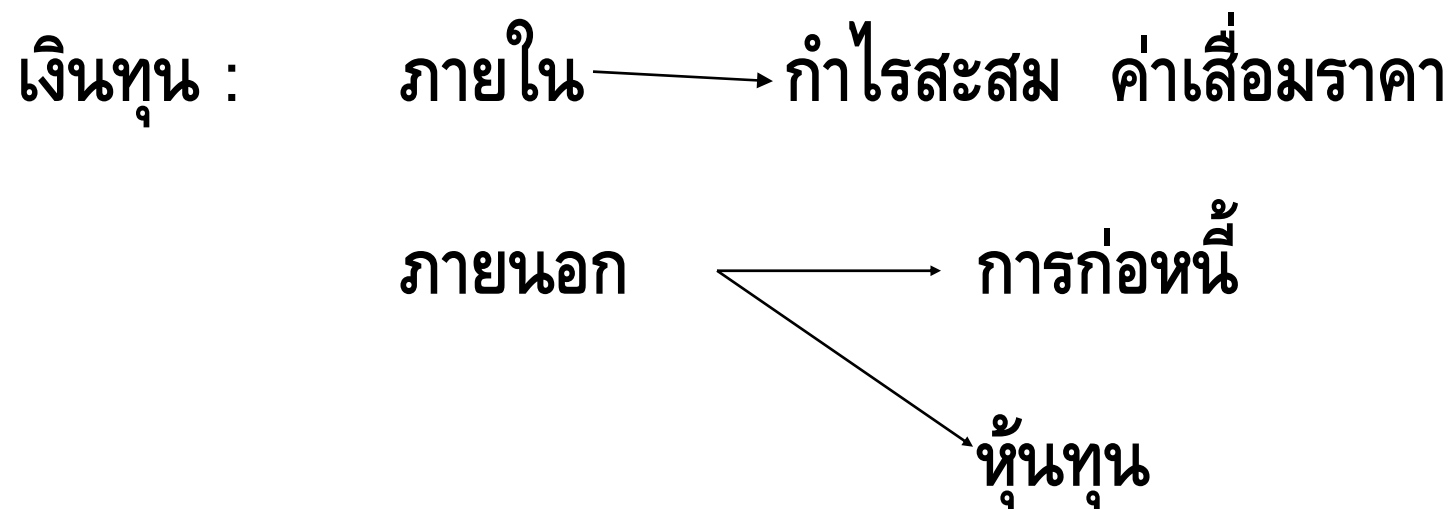 เงินทุน : ภายใน กำไรสะสม ค่าเสื่อมราคา
ภายนอก การก่อหนี้
หุ้นทุน